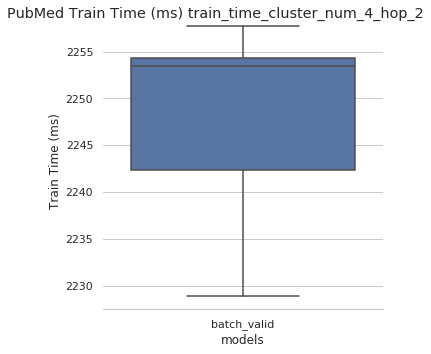 PubMed Train Time (ms) train_time_cluster_num_4_hop_2
Train Time (ms)
2255
2250
2245
2240
2235
2230
batch_valid
models